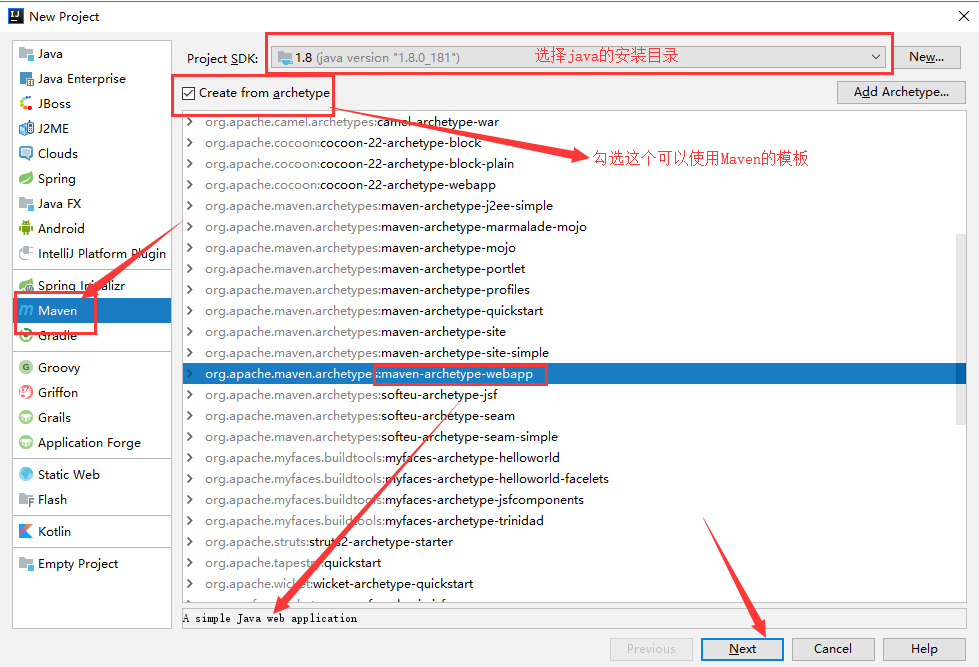 New Project
Java
Java Enterprise
JBoss
J2ME
Clouds
Spring
Java FX
Android
IntelliJ Platform Plugin
Spring Initializr
Maven
Gradle
Groovy
Griffon
Grails
Application Forge
Static Web
Flash
Kotlin
Empty Project
Project SDK: 1.8 (java version "1.8.0_181") 选择java的安装目录 New...
Create from archetype Add Archetype...
勾选这个可以使用Maven的模板
org.apache.camel.archetypes:camel-archetype-war
org.apache.cocoon:cocoon-22-archetype-block
org.apache.cocoon:cocoon-22-archetype-block-plain
org.apache.cocoon:cocoon-22-archetype-webapp
org.apache.maven.archetypes:maven-archetype-j2ee-simple
org.apache.maven.archetypes:maven-archetype-marmalade-mojo
org.apache.maven.archetypes:maven-archetype-mojo
org.apache.maven.archetypes:maven-archetype-portlet
org.apache.maven.archetypes:maven-archetype-profiles
org.apache.maven.archetypes:maven-archetype-quickstart
org.apache.maven.archetypes:maven-archetype-site
org.apache.maven.archetypes:maven-archetype-site-simple
org.apache.maven.archetypes:maven-archetype-webapp
org.apache.maven.archetypes:softeu-archetype-jsf
org.apache.maven.archetypes:softeu-archetype-seam
org.apache.maven.archetypes:softeu-archetype-seam-simple
org.apache.myfaces.buildtools:myfaces-archetype-helloworld
org.apache.myfaces.buildtools:myfaces-archetype-helloworld-facelets
org.apache.myfaces.buildtools:myfaces-archetype-jsfcomponents
org.apache.myfaces.buildtools:myfaces-archetype-trinidad
org.apache.struts:struts2-archetype-starter
org.apache.tapestry:quickstart
org.apache.wicket:wicket-archetype-quickstart
A simple Java web application
Previous Next Cancel Help